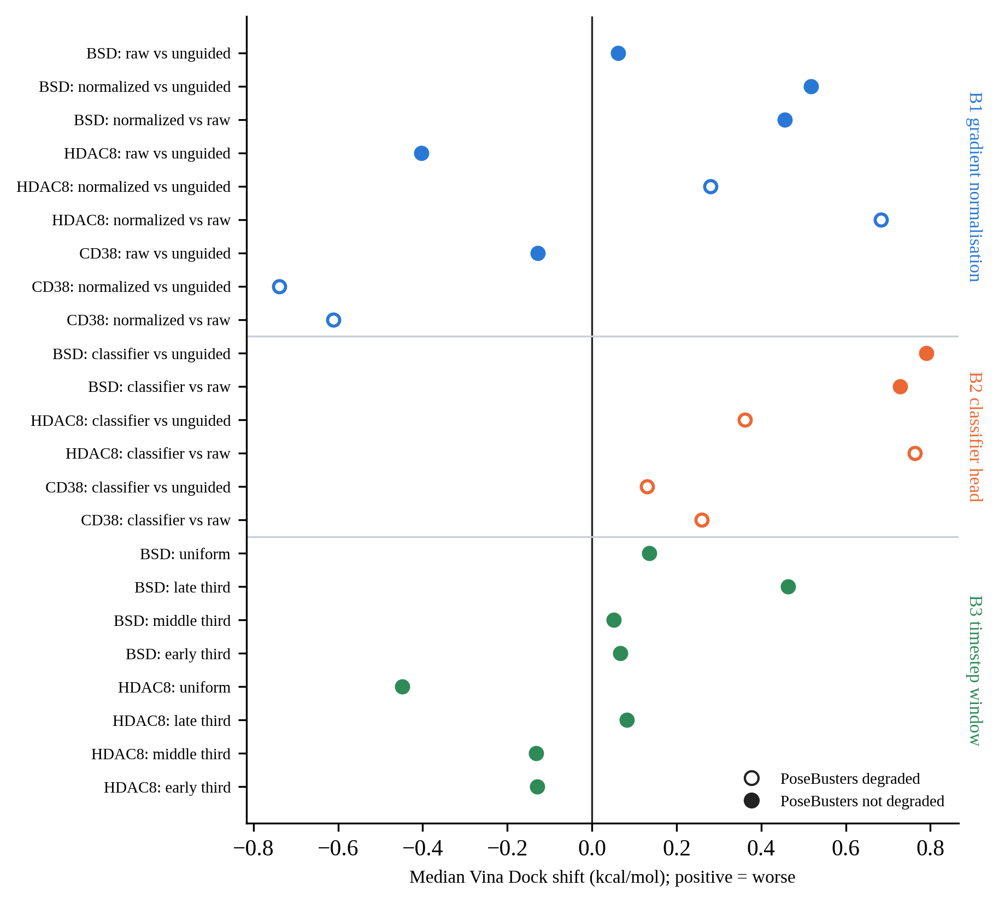 BSD: raw vs unguided
BSD: normalized vs unguided
BSD: normalized vs raw
HDAC8: raw vs unguided
HDAC8: normalized vs unguided
HDAC8: normalized vs raw
CD38: raw vs unguided
CD38: normalized vs unguided
CD38: normalized vs raw
B1 gradient normalisation
BSD: classifier vs unguided
BSD: classifier vs raw
HDAC8: classifier vs unguided
HDAC8: classifier vs raw
CD38: classifier vs unguided
CD38: classifier vs raw
B2 classifier head
BSD: uniform
BSD: late third
BSD: middle third
BSD: early third
HDAC8: uniform
HDAC8: late third
HDAC8: middle third
HDAC8: early third
B3 timestep window
PoseBusters degraded
PoseBusters not degraded
−0.8 −0.6 −0.4 −0.2 0.0 0.2 0.4 0.6 0.8
Median Vina Dock shift (kcal/mol); positive = worse